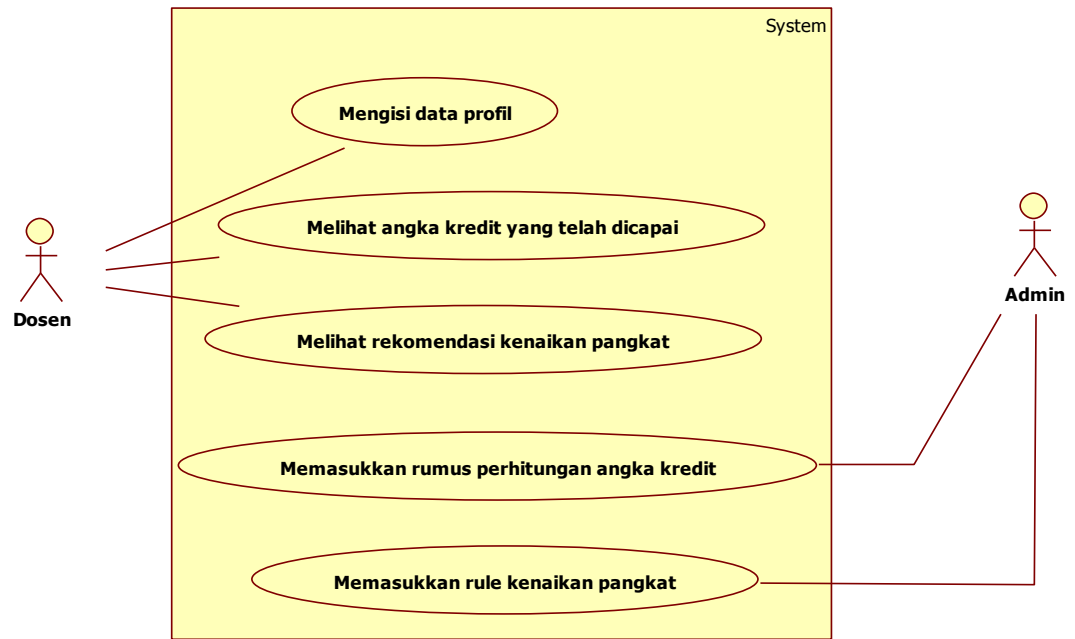 System
Mengisi data profil
Melihat angka kredit yang telah dicapai
Dosen
Admin
Melihat rekomendasi kenaikan pangkat
Memasukkan rumus perhitungan angka kredit
Memasukkan rule kenaikan pangkat